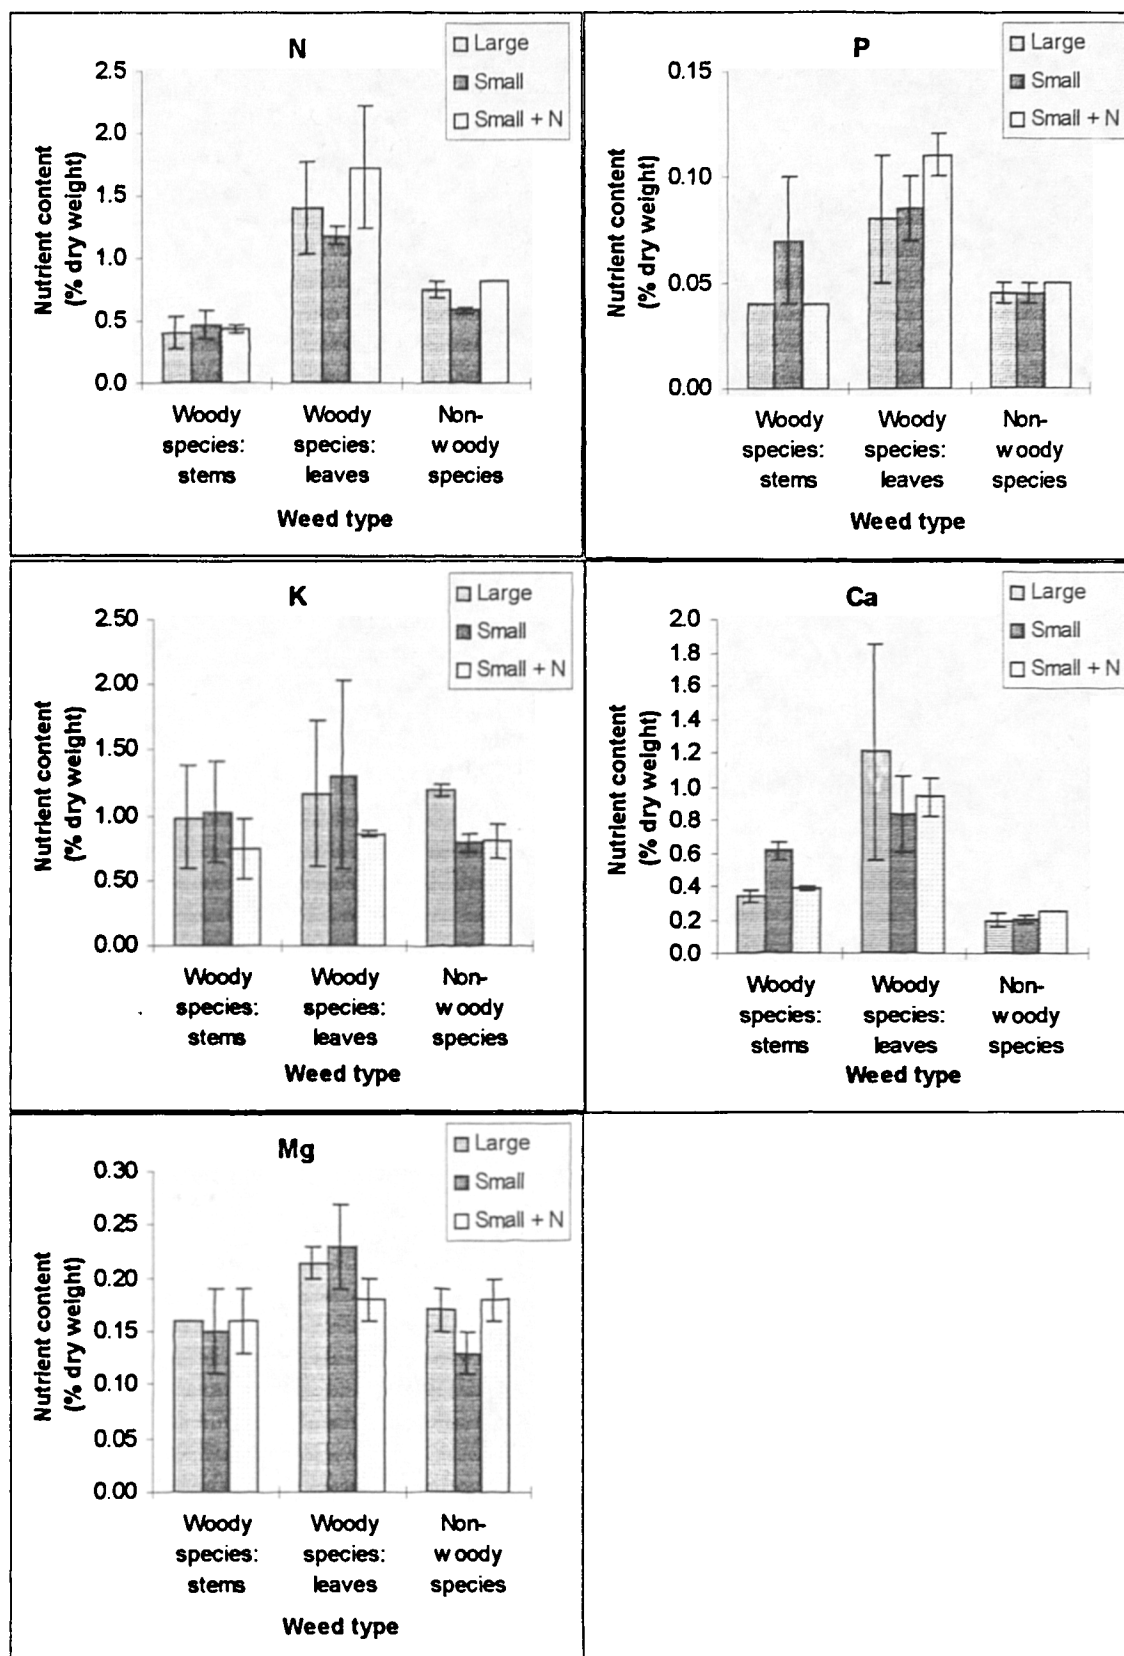 N
Large
Small
Small + N
Nutrient content
(% dry weight)
2.5
2.0
1.5
1.0
0.5
0.0
Woody
species:
stems
Woody
species:
leaves
Non-
woody
species
Weed type
P
Large
Small
Small + N
Nutrient content
(% dry weight)
0.15
0.10
0.05
0.00
Woody
species:
stems
Woody
species:
leaves
Non-
woody
species
Weed type
K
Large
Small
Small + N
Nutrient content
(% dry weight)
2.50
2.00
1.50
1.00
0.50
0.00
Woody
species:
stems
Woody
species:
leaves
Non-
woody
species
Weed type
Ca
Large
Small
Small + N
Nutrient content
(% dry weight)
2.0
1.8
1.6
1.4
1.2
1.0
0.8
0.6
0.4
0.2
0.0
Woody
species:
stems
Woody
species:
leaves
Non-
woody
species
Weed type
Mg
Large
Small
Small + N
Nutrient content
(% dry weight)
0.30
0.25
0.20
0.15
0.10
0.05
0.00
Woody
species:
stems
Woody
species:
leaves
Non-
woody
species
Weed type